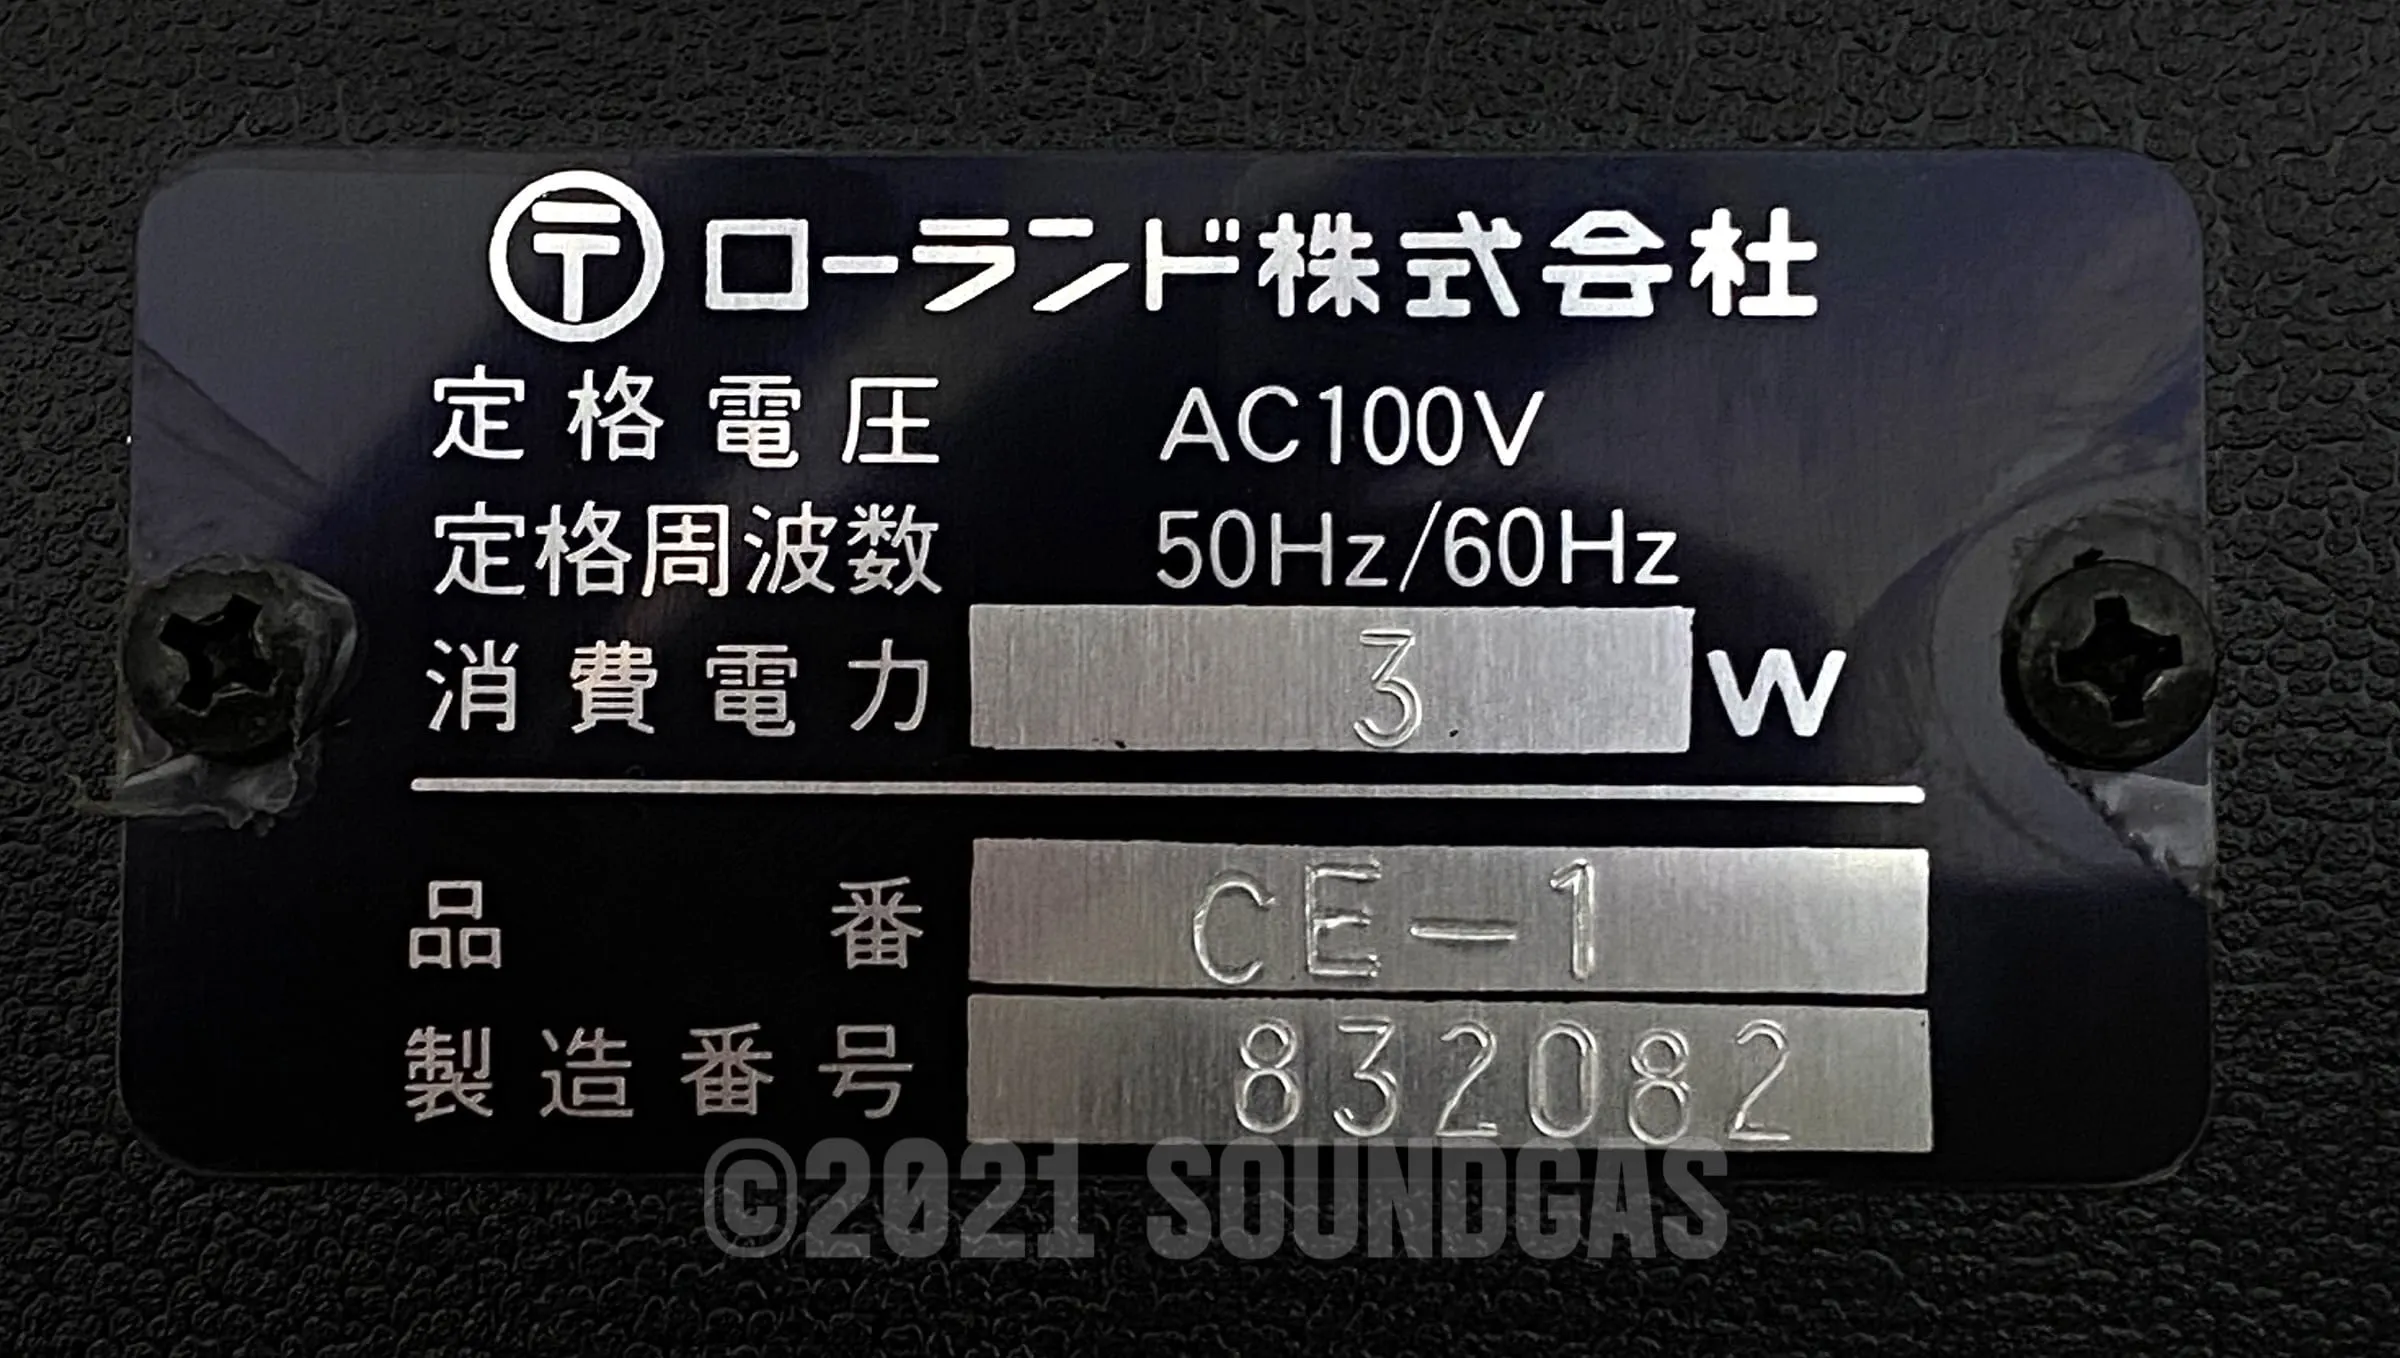 〒 ローランド株式会社
定格電圧 AC100V
定格周波数 50Hz/60Hz
消費電力 3 W
品番 CE-1
製造番号 832082
©2021 SOUNDGAS